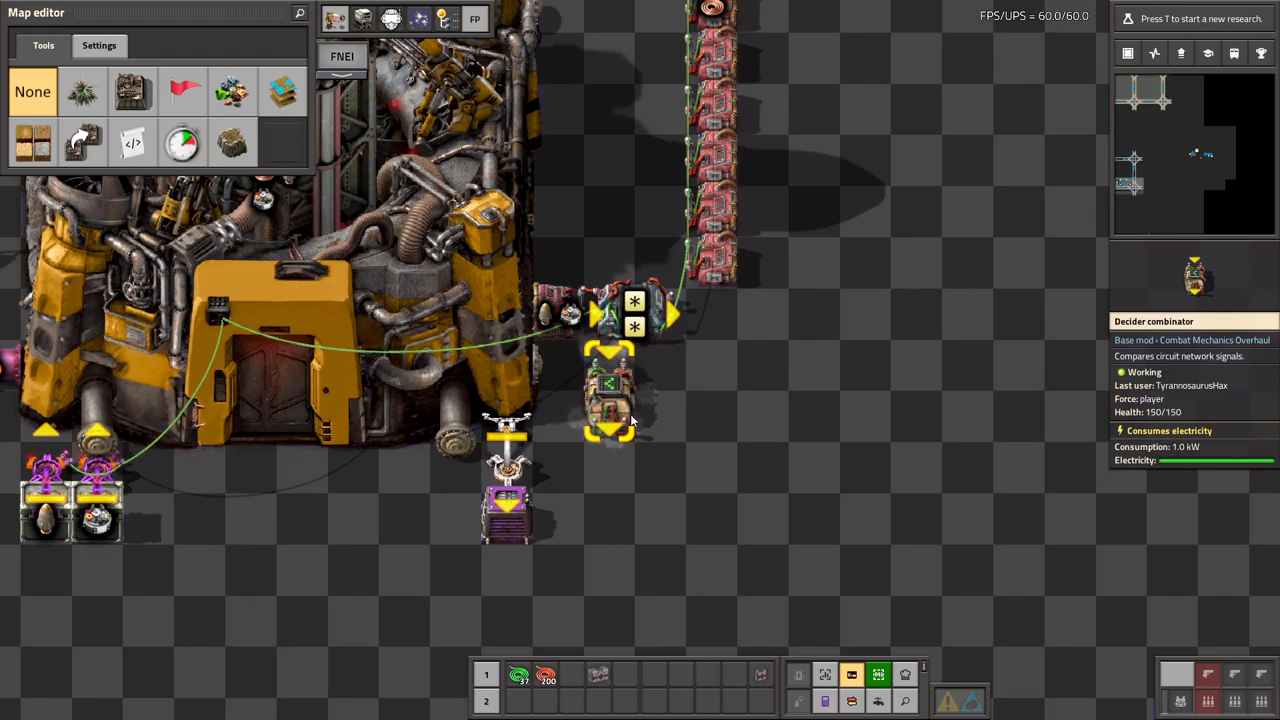 Map editor
Tools
Settings
None
</>
FP
FNEI
FPS/UPS = 60.0/60.0
Press T to start a new research.
Decider combinator
Base mod › Combat Mechanics Overhaul
Compares circuit network signals.
Working
Last user: TyrannosaurusHax
Force: player
Health: 150/150
Consumes electricity
Consumption: 1.0 kW
Electricity:
1
37
200
2